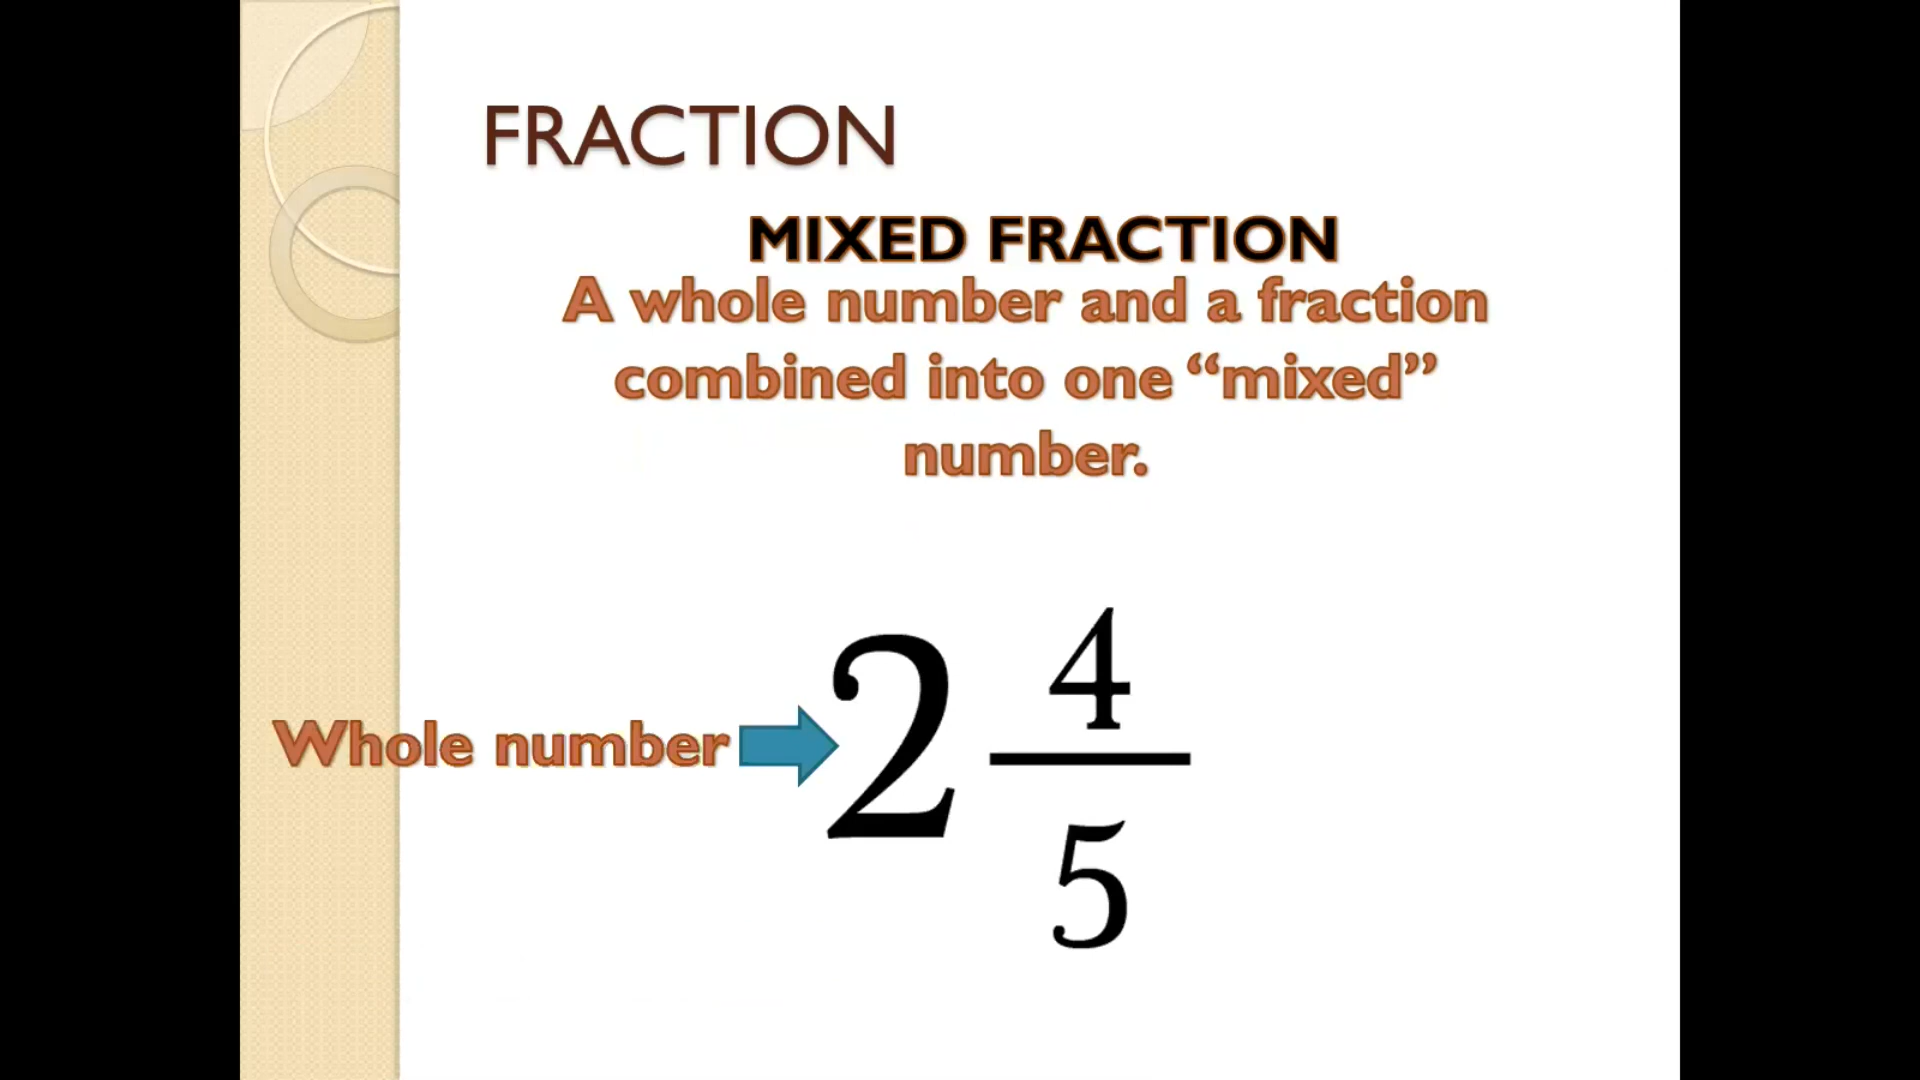 FRACTION
MIXED FRACTION
A whole number and a fraction
combined into one “mixed”
number.
Whole number
2 4/5